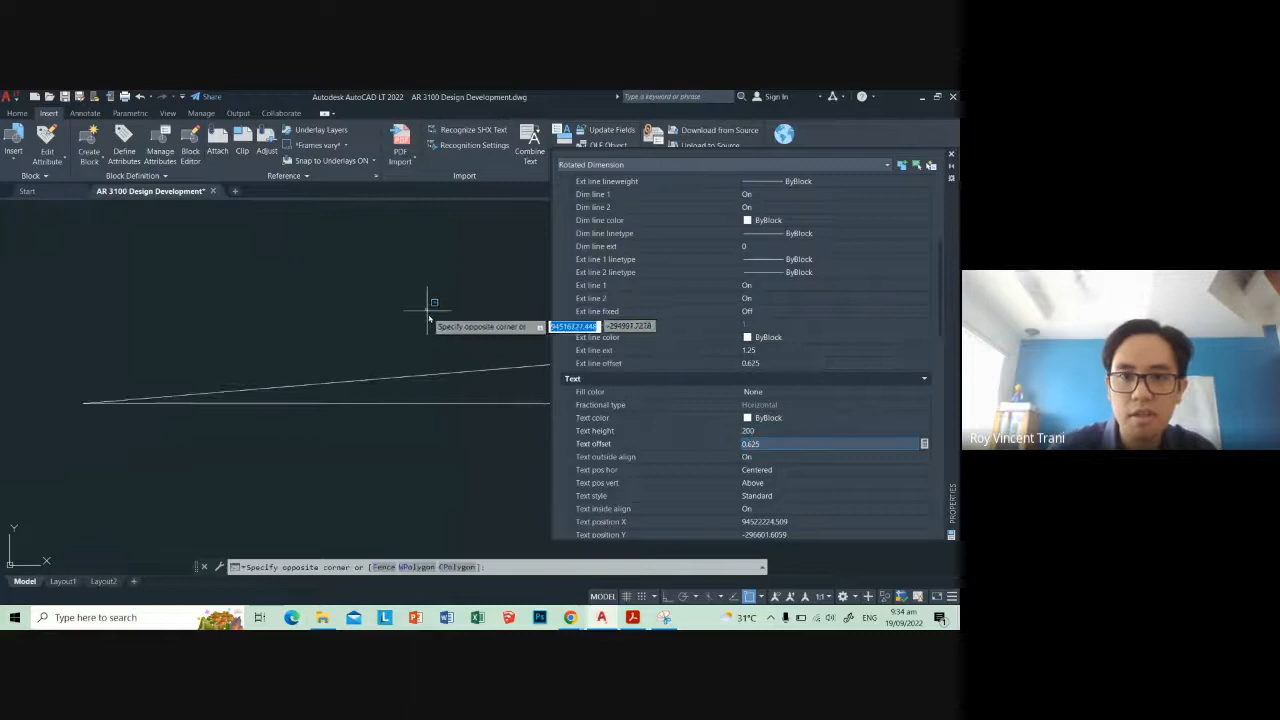 Share
Autodesk AutoCAD LT 2022 AR 3100 Design Development.dwg
Type a keyword or phrase
Sign In
Home Insert Annotate Parametric View Manage Output Collaborate
Insert
Edit Attribute
Create Block
Define Attributes
Manage Attributes
Block Editor
Attach
Clip
Adjust
Underlay Layers
*Frames vary*
Snap to Underlays ON
PDF Import
Recognize SHX Text
Recognition Settings
Combine Text
Update Fields
OLE Object
Download from Source
Upload to Source
Block Block Definition Reference Import
Start AR 3100 Design Development*
Rotated Dimension
Ext line lineweight ByBlock
Dim line 1 On
Dim line 2 On
Dim line color ByBlock
Dim line linetype ByBlock
Dim line ext 0
Ext line 1 linetype ByBlock
Ext line 2 linetype ByBlock
Ext line 1 On
Ext line 2 On
Ext line fixed Off
1
Ext line color ByBlock
Ext line ext 1.25
Ext line offset 0.625
Text
Fill color None
Fractional type Horizontal
Text color ByBlock
Text height 200
Text offset 0.625
Text outside align On
Text pos hor Centered
Text pos vert Above
Text style Standard
Text inside align On
Text position X 94522224.509
Text position Y -296601.6059
PROPERTIES
Specify opposite corner or
Y
X
Specify opposite corner or [Fence WPolygon CPolygon]:
Model Layout1 Layout2
MODEL 1:1
Type here to search
31°C ENG
9:34 am
19/09/2022
Roy Vincent Trani